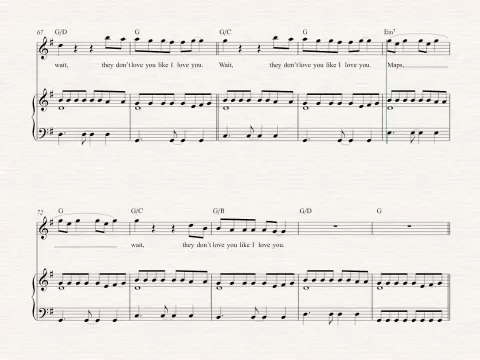 67 G/D G G/C G Em7
wait, they don't love you like I love you. Wait, they don't love you like I love you. Maps,
72 G G/C G/B G/D G
wait, they don't love you like I love you.